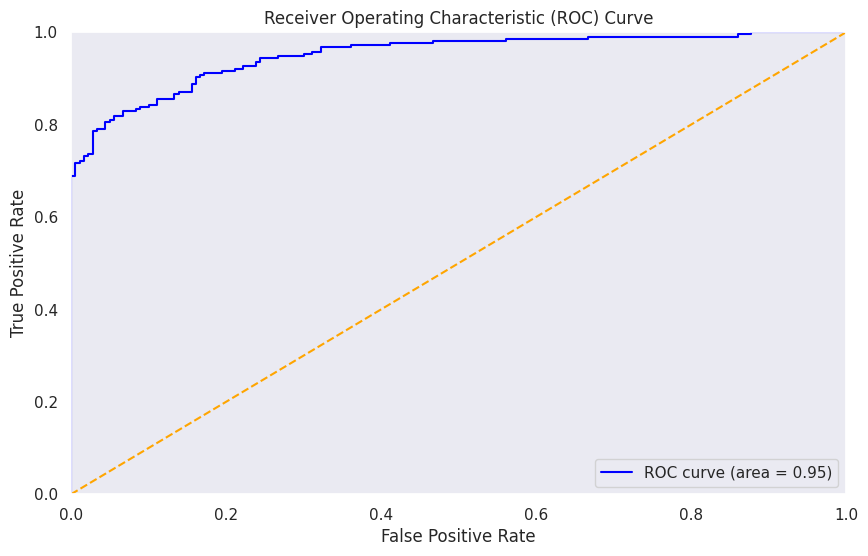 Receiver Operating Characteristic (ROC) Curve
1.0
0.8
0.6
0.4
0.2
0.0
True Positive Rate
ROC curve (area = 0.95)
0.0 0.2 0.4 0.6 0.8 1.0
False Positive Rate